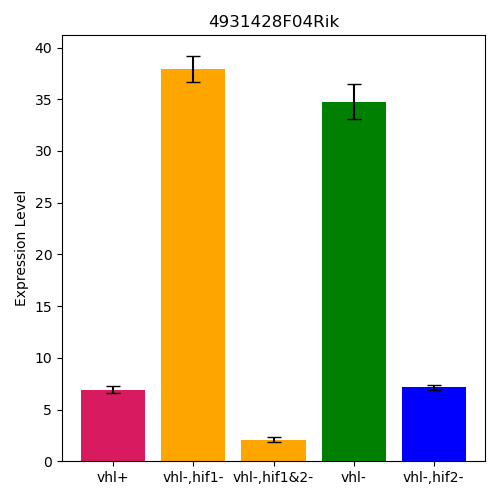 4931428F04Rik
Expression Level
40
35
30
25
20
15
10
5
0
vhl+
vhl-,hif1-
vhl-,hif1&2-
vhl-
vhl-,hif2-